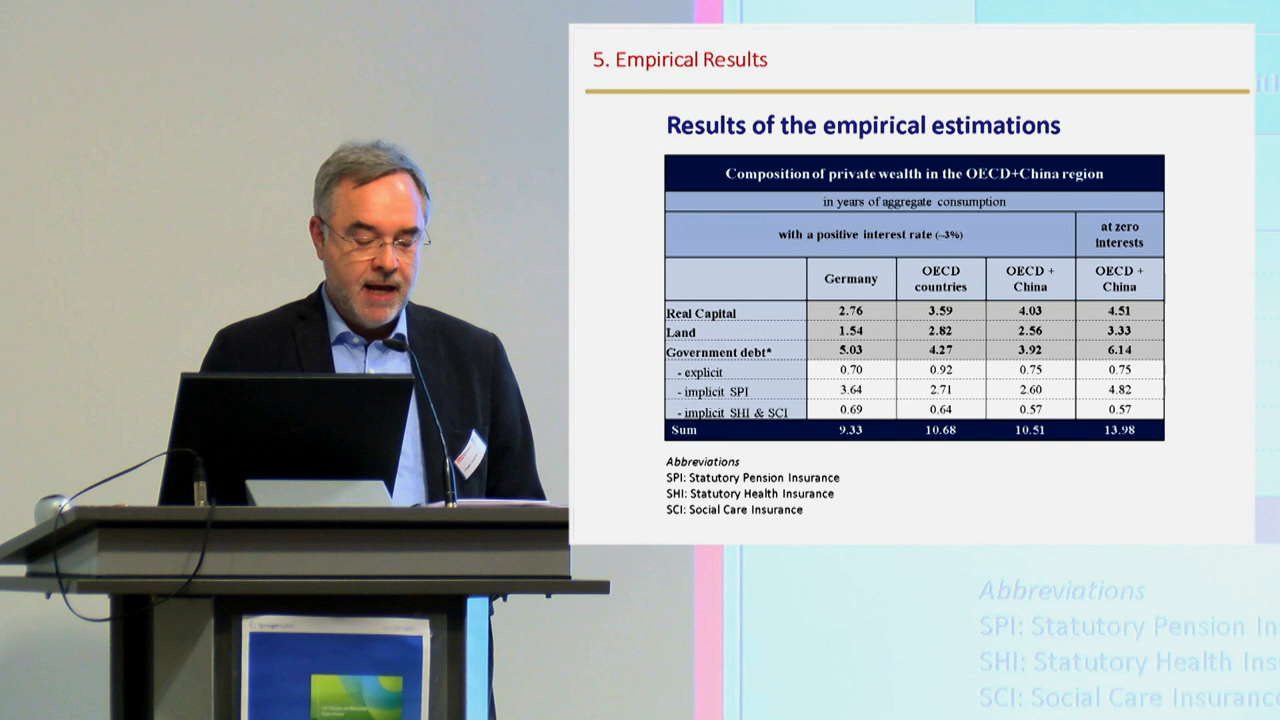 5. Empirical Results
Results of the empirical estimations
Composition of private wealth in the OECD+China region
in years of aggregate consumption
with a positive interest rate (~3%)
at zero
interests
Germany
OECD
countries
OECD +
China
OECD +
China
Real Capital 2.76 3.59 4.03 4.51
Land 1.54 2.82 2.56 3.33
Government debt* 5.03 4.27 3.92 6.14
- explicit 0.70 0.92 0.75 0.75
- implicit SPI 3.64 2.71 2.60 4.82
- implicit SHI & SCI 0.69 0.64 0.57 0.57
Sum 9.33 10.68 10.51 13.98
Abbreviations
SPI: Statutory Pension Insurance
SHI: Statutory Health Insurance
SCI: Social Care Insurance
Abbreviations
SPI: Statutory Pension In
SHI: Statutory Health Ins
SCI: Social Care Insurance